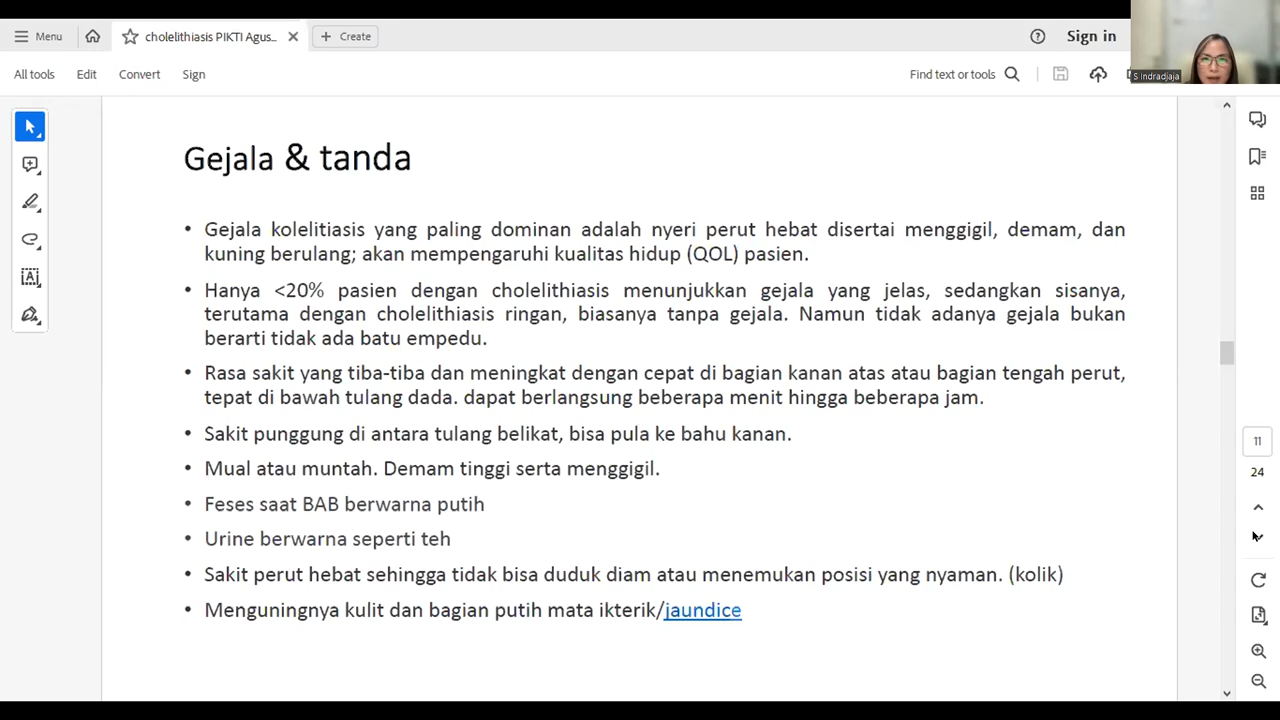 Menu
cholelithiasis PIKTI Agus...
Create
Sign in
All tools
Edit
Convert
Sign
Find text or tools
S Indradjaja
Gejala & tanda
• Gejala kolelitiasis yang paling dominan adalah nyeri perut hebat disertai menggigil, demam, dan
kuning berulang; akan mempengaruhi kualitas hidup (QOL) pasien.
• Hanya <20% pasien dengan cholelithiasis menunjukkan gejala yang jelas, sedangkan sisanya,
terutama dengan cholelithiasis ringan, biasanya tanpa gejala. Namun tidak adanya gejala bukan
berarti tidak ada batu empedu.
• Rasa sakit yang tiba-tiba dan meningkat dengan cepat di bagian kanan atas atau bagian tengah perut,
tepat di bawah tulang dada. dapat berlangsung beberapa menit hingga beberapa jam.
• Sakit punggung di antara tulang belikat, bisa pula ke bahu kanan.
• Mual atau muntah. Demam tinggi serta menggigil.
• Feses saat BAB berwarna putih
• Urine berwarna seperti teh
• Sakit perut hebat sehingga tidak bisa duduk diam atau menemukan posisi yang nyaman. (kolik)
• Menguningnya kulit dan bagian putih mata ikterik/jaundice
11
24